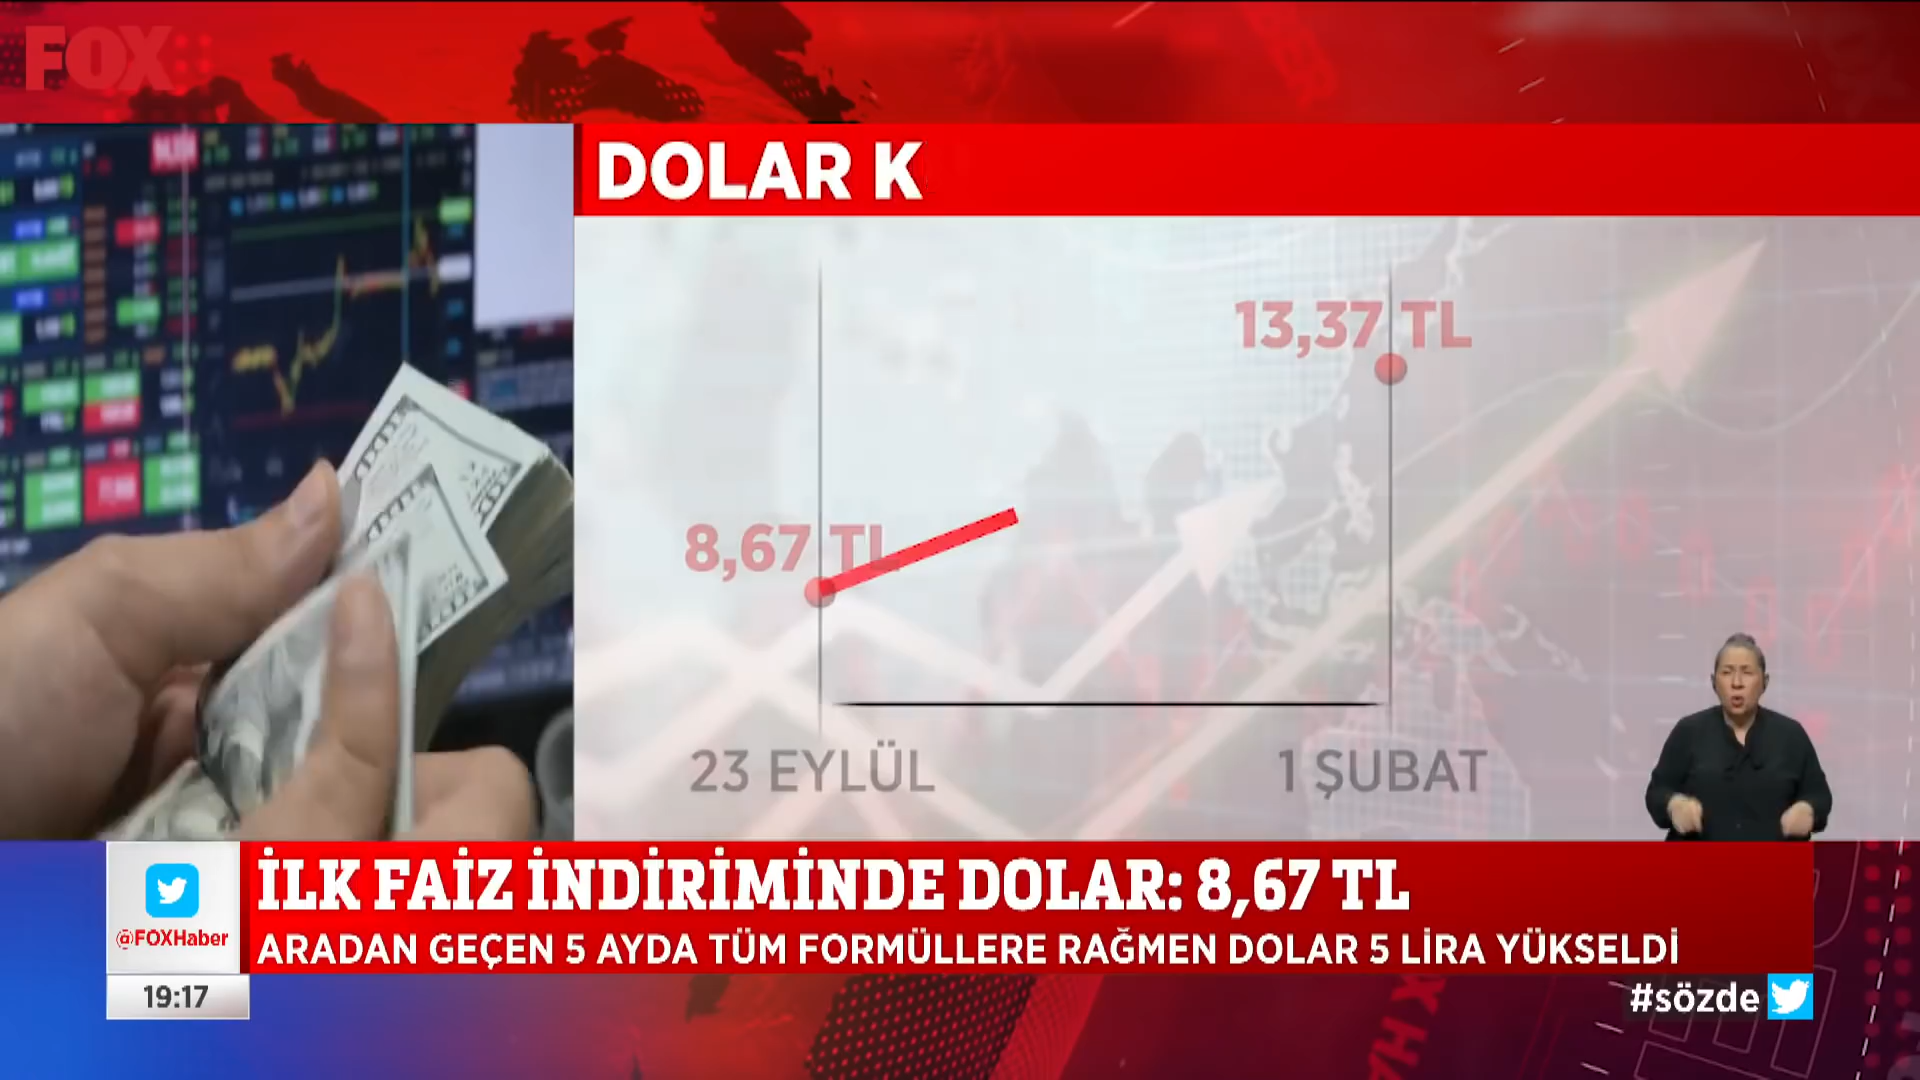 FOX
DOLAR K
13,37 TL
8,67 TL
23 EYLÜL
1 ŞUBAT
İLK FAİZ İNDİRİMİNDE DOLAR: 8,67 TL
@FOXHaber
ARADAN GEÇEN 5 AYDA TÜM FORMÜLLERE RAĞMEN DOLAR 5 LİRA YÜKSELDİ
19:17
#sözde